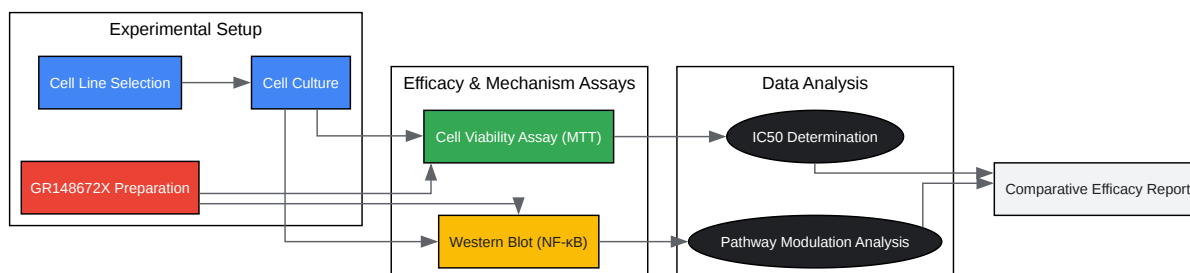 Experimental Setup
Cell Line Selection
Cell Culture
GR148672X Preparation
Efficacy & Mechanism Assays
Cell Viability Assay (MTT)
Western Blot (NF-κB)
Data Analysis
IC50 Determination
Pathway Modulation Analysis
Comparative Efficacy Report